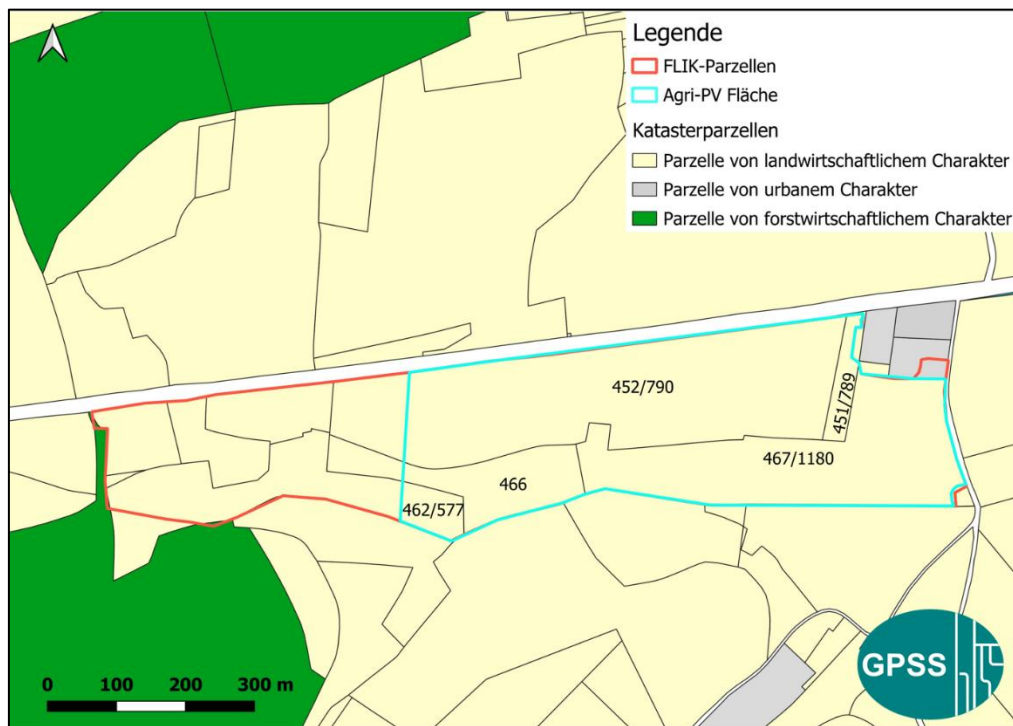 Legende
FLIK-Parzellen
Agri-PV Fläche
Katasterparzellen
Parzelle von landwirtschaftlichem Charakter
Parzelle von urbanem Charakter
Parzelle von forstwirtschaftlichem Charakter
452/790
451/789
467/1180
466
462/577
GPSS
0 100 200 300 m